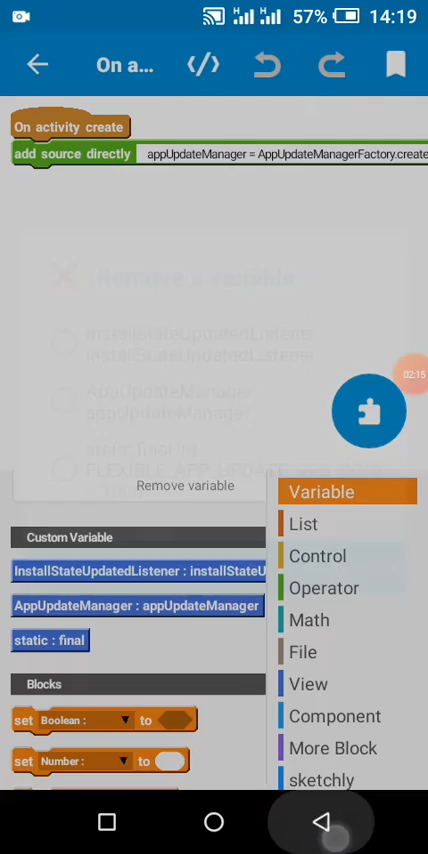 H H 57% 14:19
On a...
On activity create
add source directly appUpdateManager = AppUpdateManagerFactory.create
Remove a variable
InstallStateUpdatedListener
installStateUpdatedListener
AppUpdateManager
appUpdateManager
static final int
FLEXIBLE_APP_UPDATE
02:15
Remove variable
Custom Variable
InstallStateUpdatedListener : installStateU
AppUpdateManager : appUpdateManager
static : final
Blocks
set Boolean : to
set Number : to
Variable
List
Control
Operator
Math
File
View
Component
More Block
sketchly